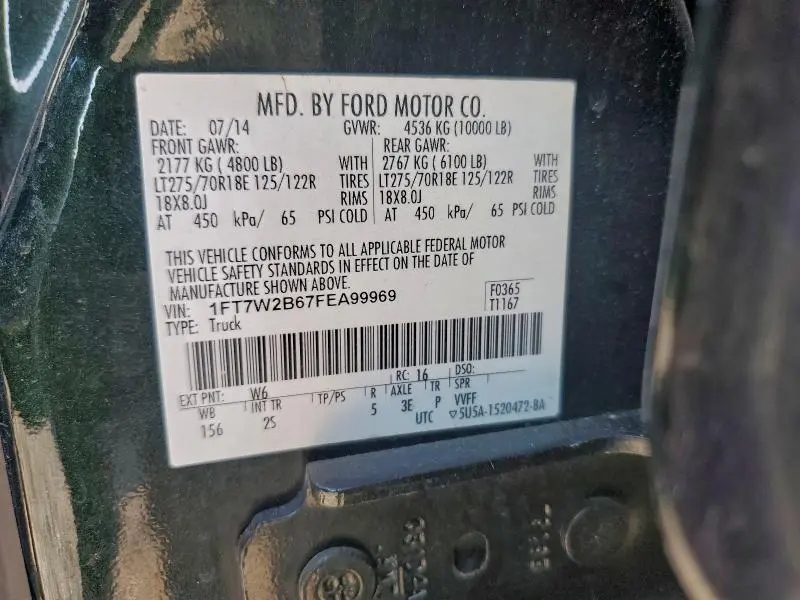 MFD. BY FORD MOTOR CO.
DATE: 07/14 GVWR: 4536 KG (10000 LB)
FRONT GAWR: REAR GAWR:
2177 KG ( 4800 LB) WITH 2767 KG ( 6100 LB) WITH
LT275/70R18E 125/122R TIRES LT275/70R18E 125/122R TIRES
18X8.0J RIMS 18X8.0J RIMS
AT 450 kPa/ 65 PSI COLD AT 450 kPa/ 65 PSI COLD
THIS VEHICLE CONFORMS TO ALL APPLICABLE FEDERAL MOTOR
VEHICLE SAFETY STANDARDS IN EFFECT ON THE DATE OF
MANUFACTURE SHOWN ABOVE.
VIN: 1FT7W2B67FEA99969 F0365
TYPE: Truck T1167
EXT PNT: W6 RC: 16 DSO:
WB INT TR TP/PS R AXLE TR SPR
156 2S 5 3E P VVFF
UTC ▽5U5A-1520472-BA